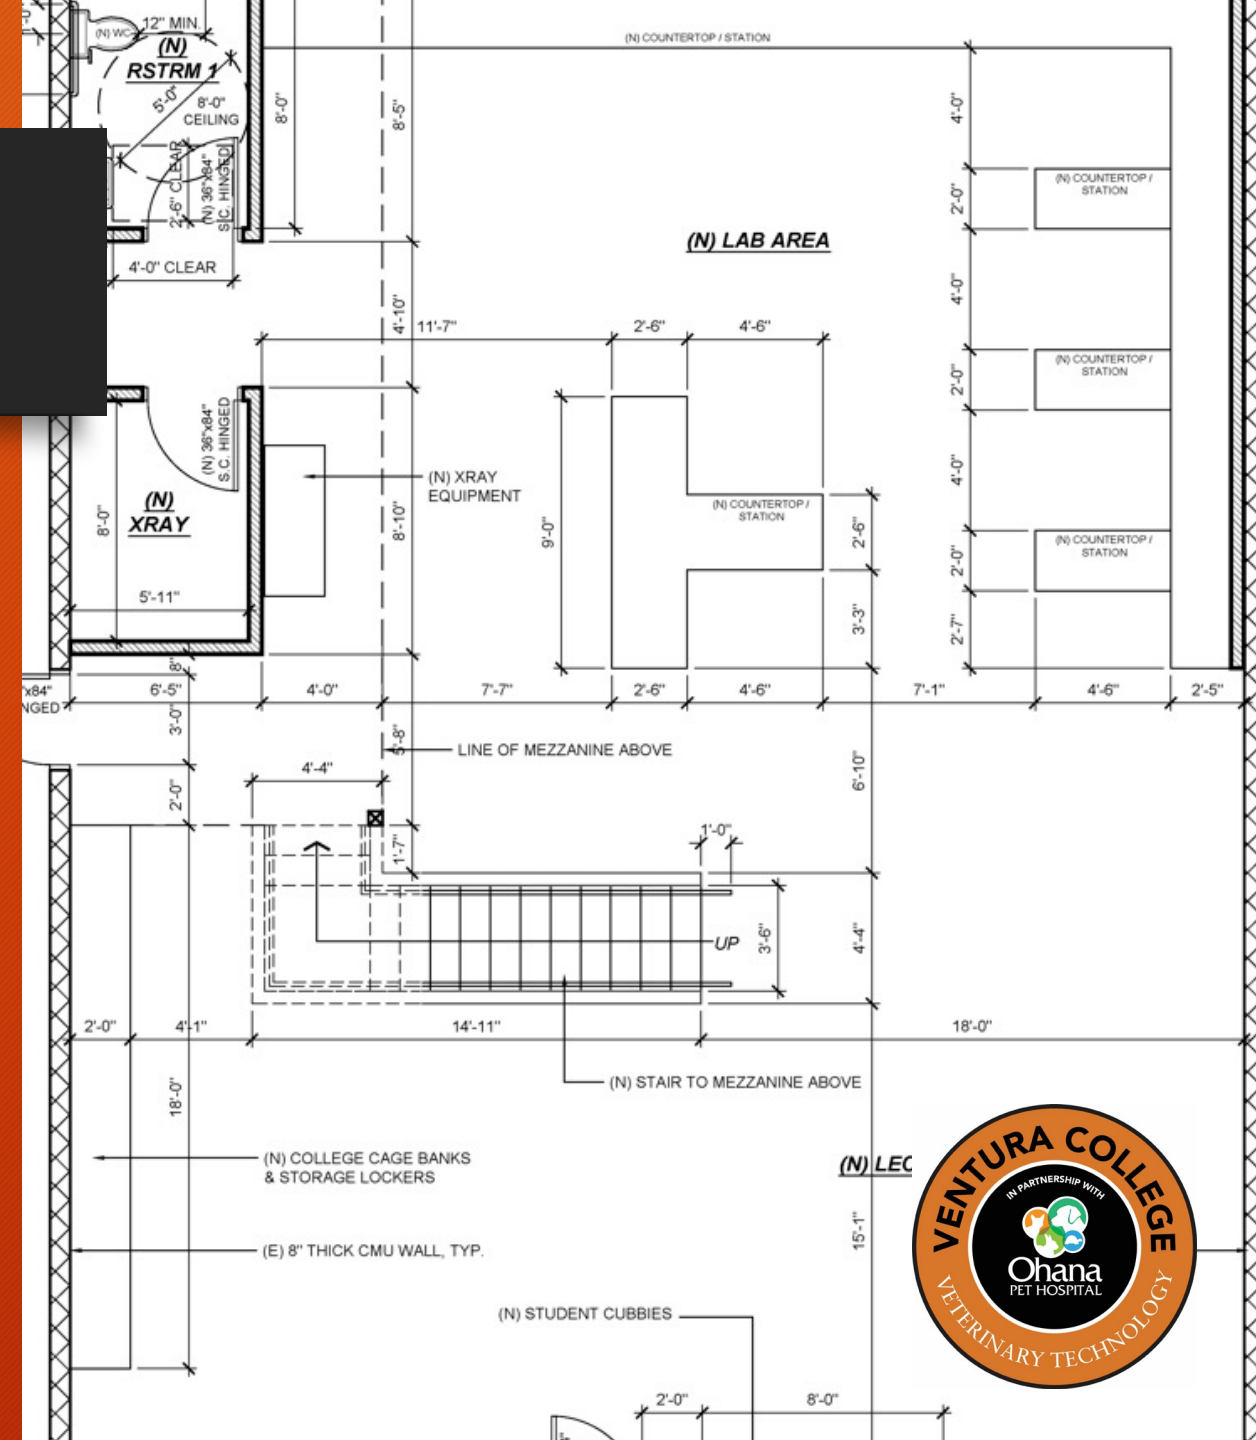 (N) WC
12" MIN.
(N)
RSTRM 1
5'-0"
8'-0"
CEILING
2'-6" CLEAR
(N) 36"x84"
S.C. HINGED
4'-0" CLEAR
8'-0"
8'-5"
(N) COUNTERTOP / STATION
4'-0"
(N) COUNTERTOP /
STATION
2'-0"
(N) LAB AREA
4'-0"
4'-10"
11'-7"
2'-6"
4'-6"
(N) COUNTERTOP /
STATION
2'-0"
(N) 36"x84"
S.C. HINGED
(N) XRAY
EQUIPMENT
4'-0"
(N)
XRAY
8'-0"
8'-10"
9'-0"
(N) COUNTERTOP /
STATION
2'-6"
(N) COUNTERTOP /
STATION
2'-0"
5'-11"
3'-3"
2'-7"
8"
"x84"
NGED
6'-5"
4'-0"
7'-7"
2'-6"
4'-6"
7'-1"
4'-6"
2'-5"
3'-0"
5'-8"
LINE OF MEZZANINE ABOVE
4'-4"
6'-10"
2'-0"
1'-7"
1'-0"
UP
3'-6"
4'-4"
2'-0"
4'-1"
14'-11"
18'-0"
(N) STAIR TO MEZZANINE ABOVE
18'-0"
(N) COLLEGE CAGE BANKS
& STORAGE LOCKERS
(N) LEC
VENTURA COLLEGE
IN PARTNERSHIP WITH
Ohana
PET HOSPITAL
VETERINARY TECHNOLOGY
15'-1"
(E) 8" THICK CMU WALL, TYP.
(N) STUDENT CUBBIES
2'-0"
8'-0"